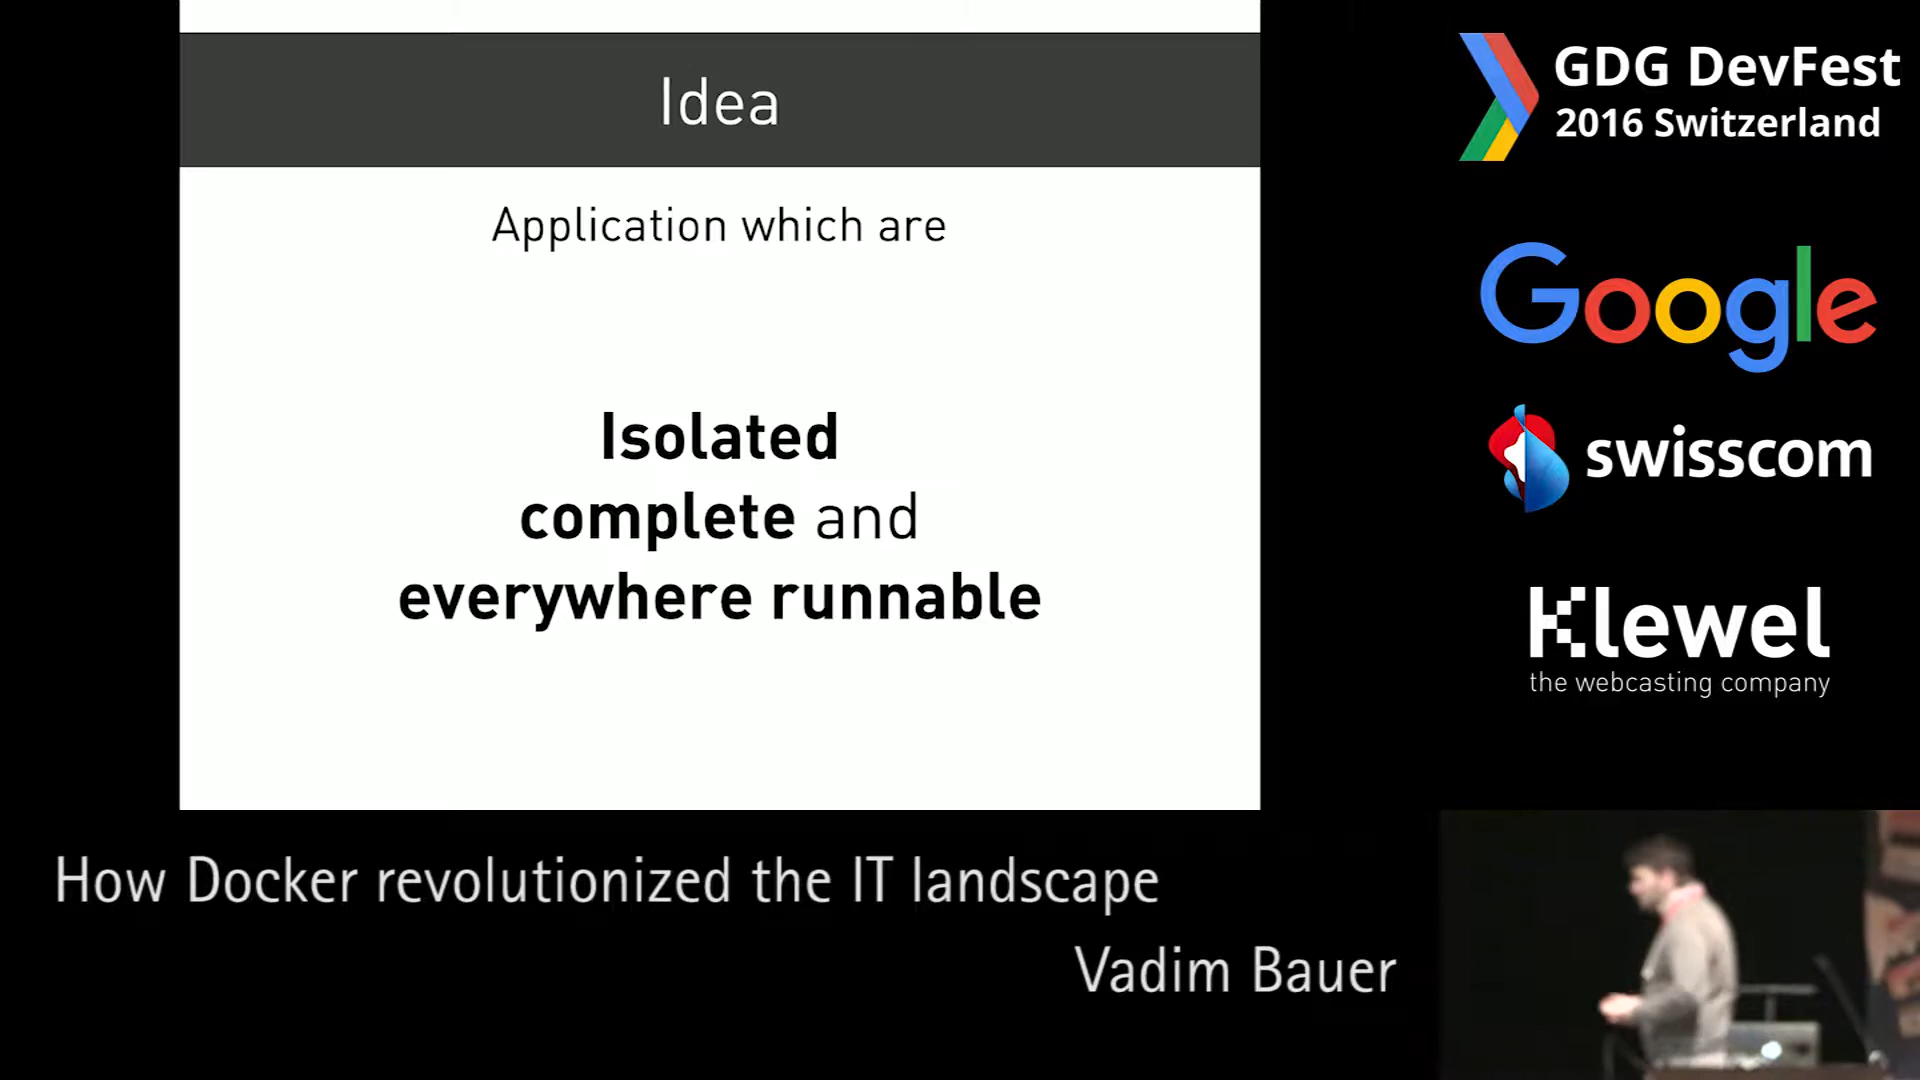 Idea
Application which are
Isolated
complete and
everywhere runnable
GDG DevFest
2016 Switzerland
Google
swisscom
Klewel
the webcasting company
How Docker revolutionized the IT landscape
Vadim Bauer